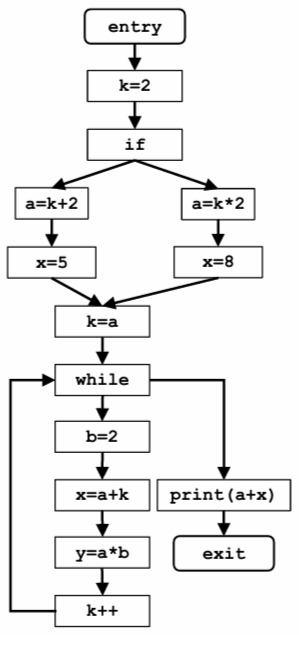 entry
k=2
if
a=k+2
a=k*2
x=5
x=8
k=a
while
b=2
x=a+k
print(a+x)
y=a*b
exit
k++